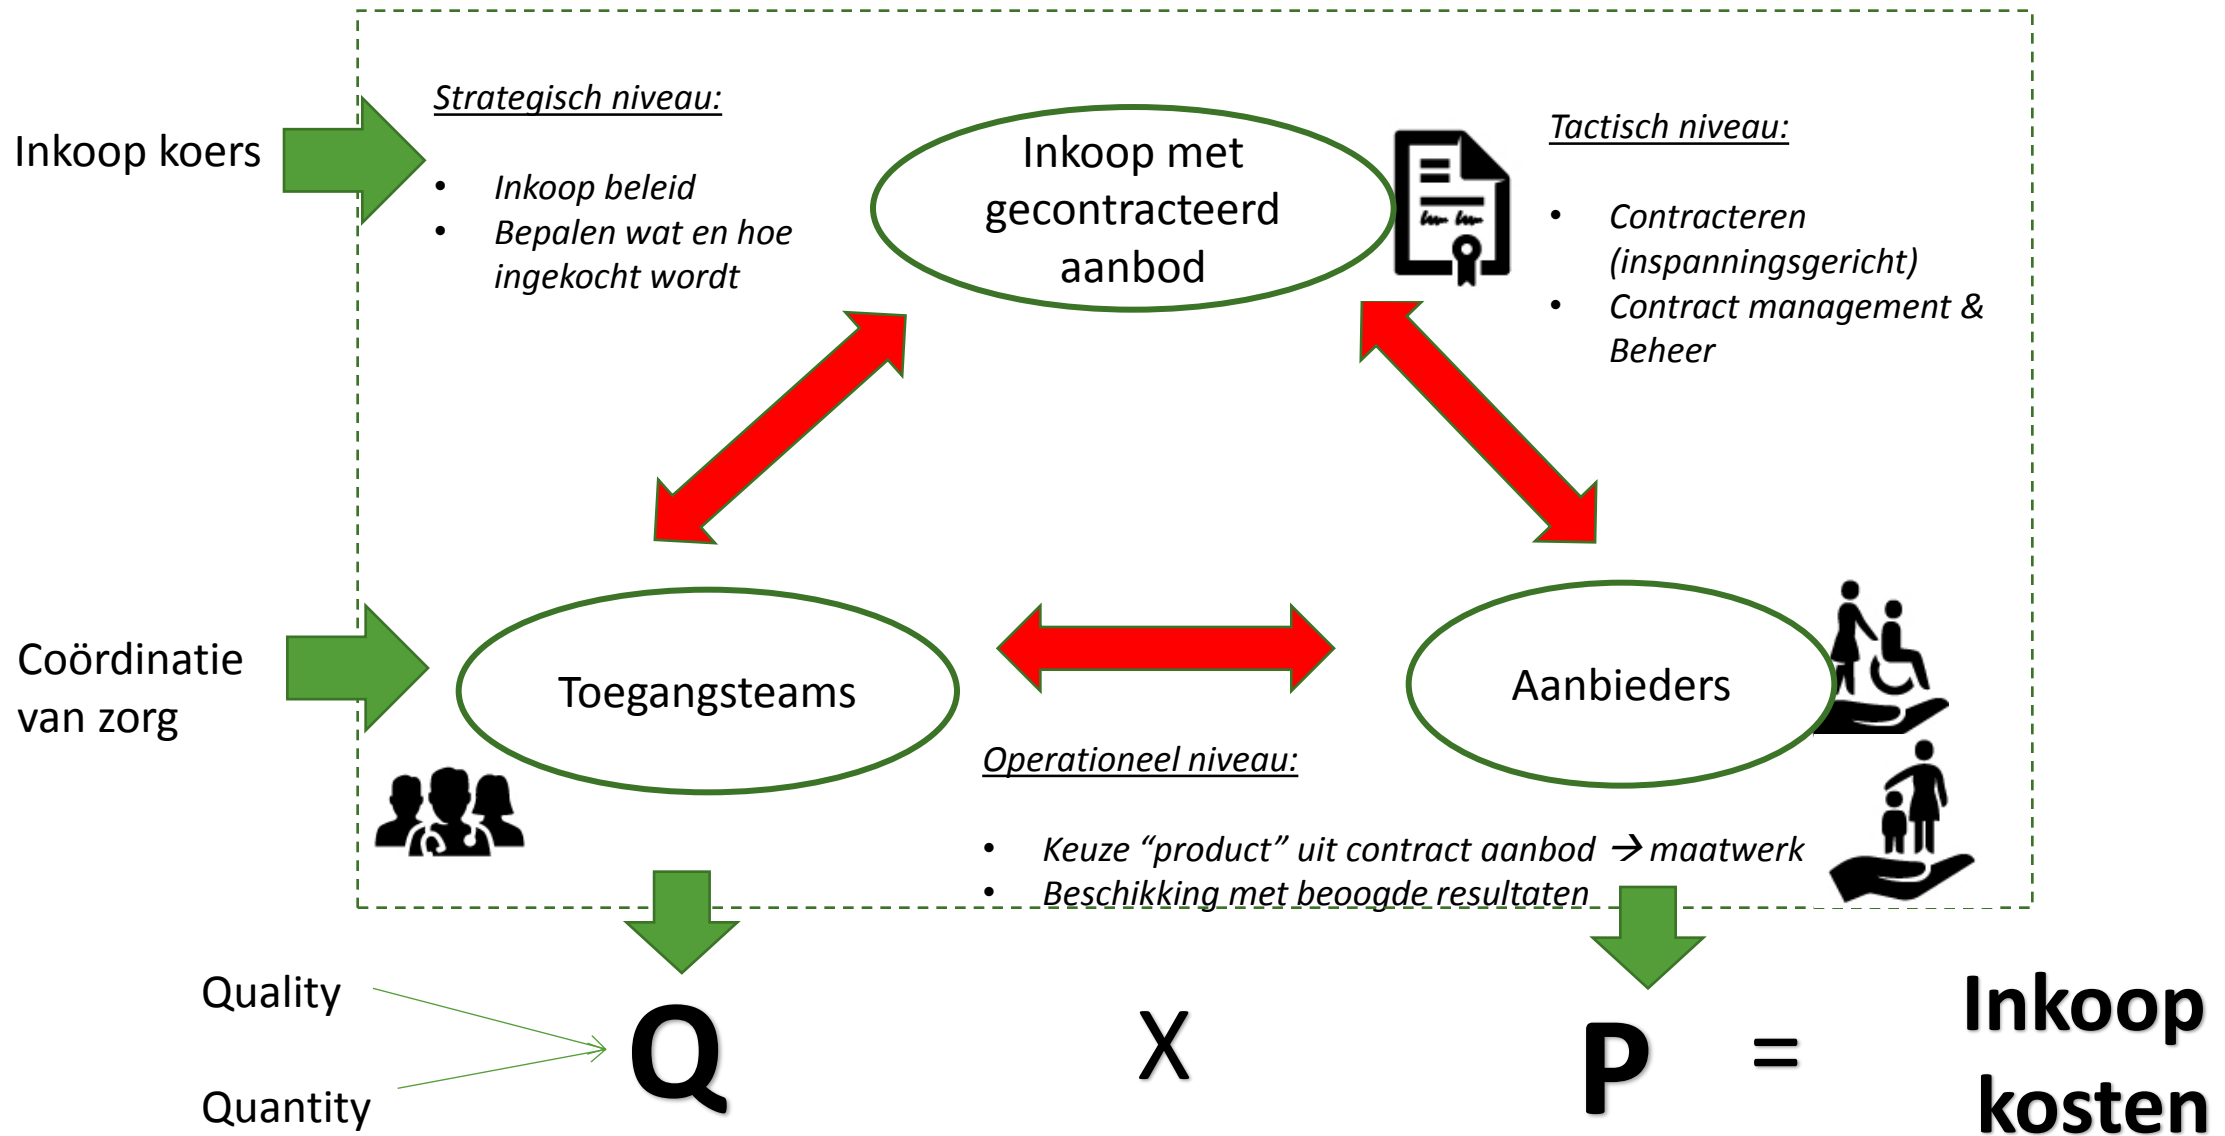 Inkoop koers
Strategisch niveau:
• Inkoop beleid
• Bepalen wat en hoe
ingekocht wordt
Inkoop met
gecontracteerd
aanbod
Tactisch niveau:
• Contracteren
(inspanningsgericht)
• Contract management &
Beheer
Coördinatie
van zorg
Toegangsteams
Aanbieders
Operationeel niveau:
• Keuze “product” uit contract aanbod → maatwerk
• Beschikking met beoogde resultaten
Quality
Quantity
Q
X
P
=
Inkoop
kosten